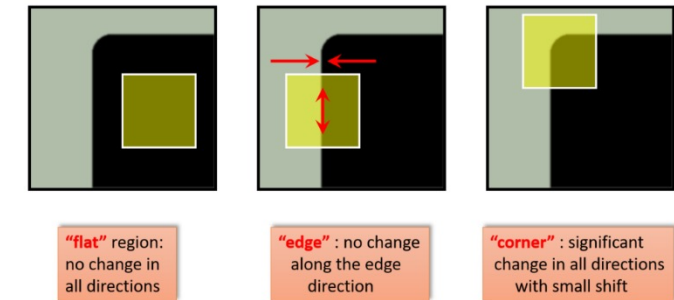 “flat” region:
no change in
all directions
“edge” : no change
along the edge
direction
“corner” : significant
change in all directions
with small shift